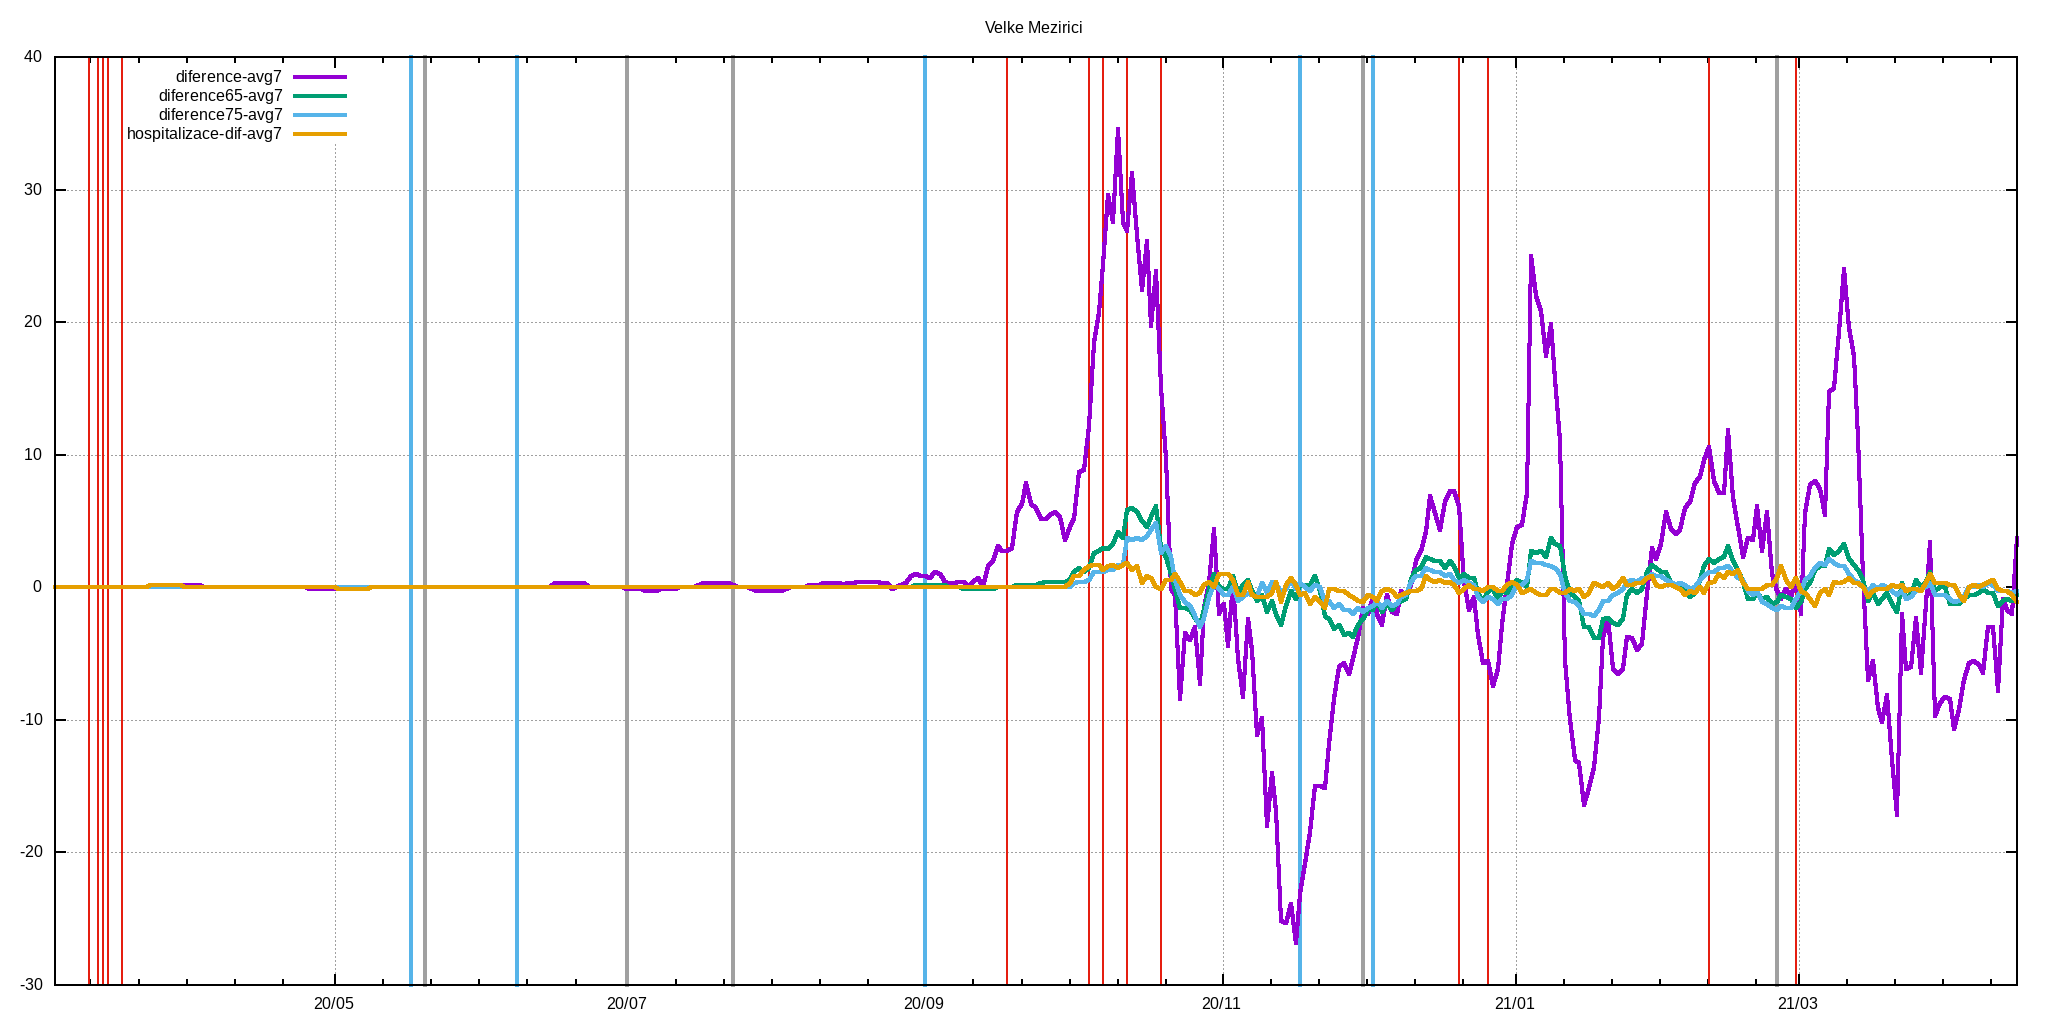 Velke Mezirici
40
30
20
10
0
-10
-20
-30
diference-avg7
diference65-avg7
diference75-avg7
hospitalizace-dif-avg7
20/05
20/07
20/09
20/11
21/01
21/03